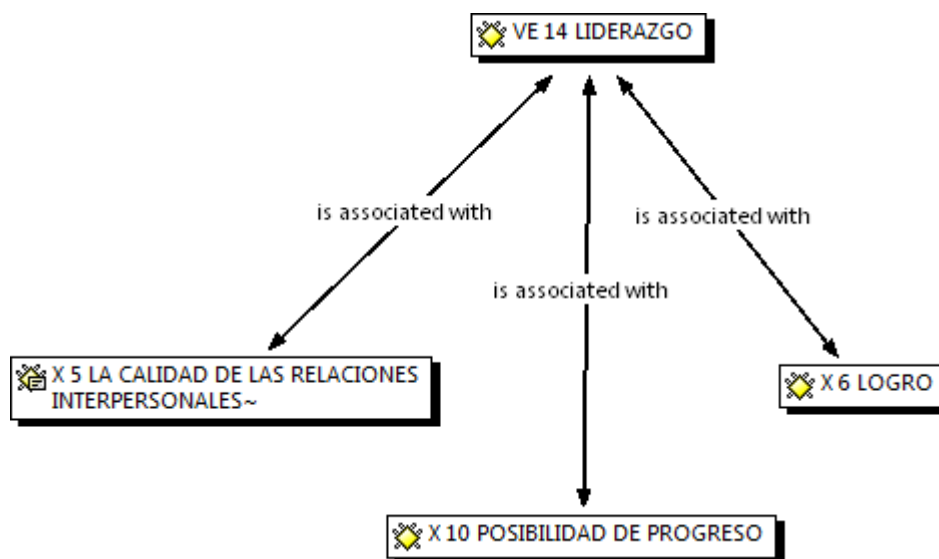 VE 14 LIDERAZGO
is associated with
is associated with
is associated with
X 5 LA CALIDAD DE LAS RELACIONES
INTERPERSONALES~
X 6 LOGRO
X 10 POSIBILIDAD DE PROGRESO